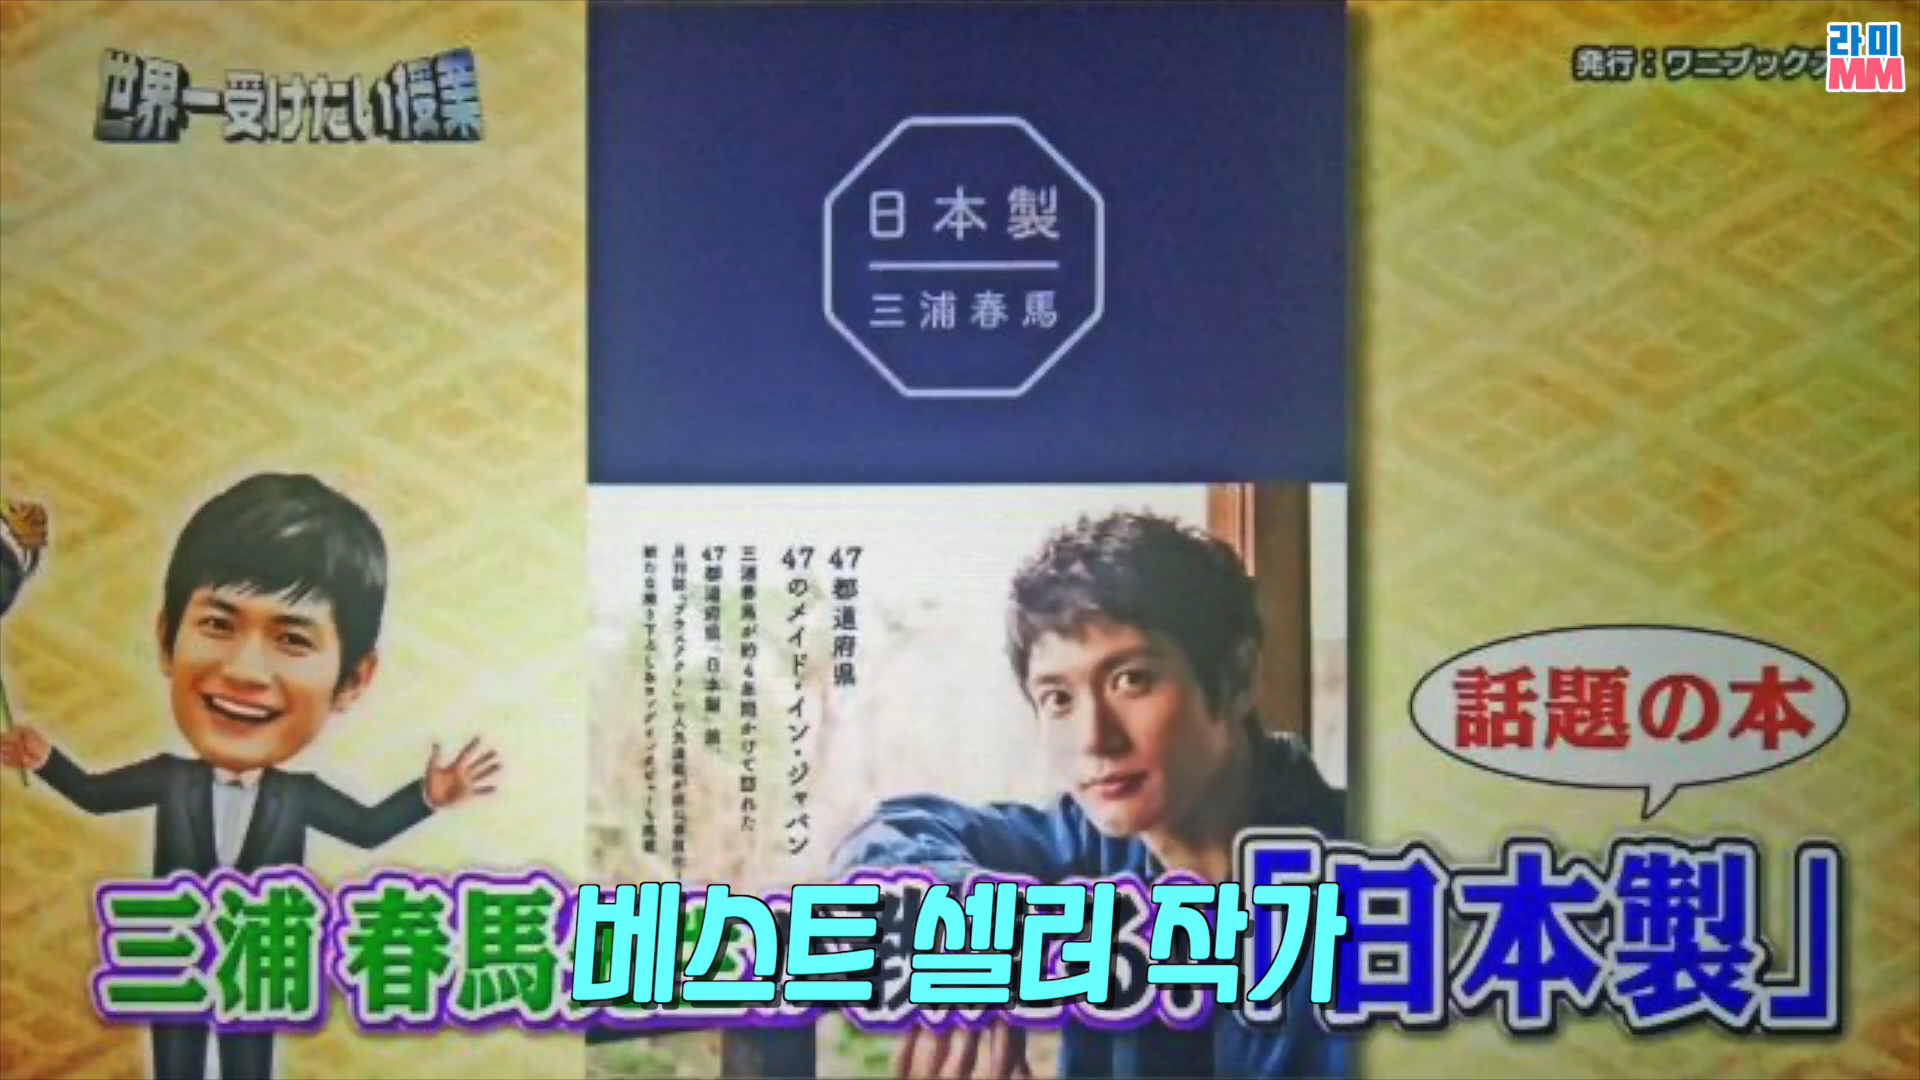 世界一受けたい授業
発行：ワニブックス
라미
MM
日本製
三浦春馬
47都道府県
47のメイド・イン・ジャパン
三浦春馬が約4年間かけて訪れた
47都道府県「日本製」旅。
話題の本
三浦春馬
「日本製」
베스트 셀러 작가